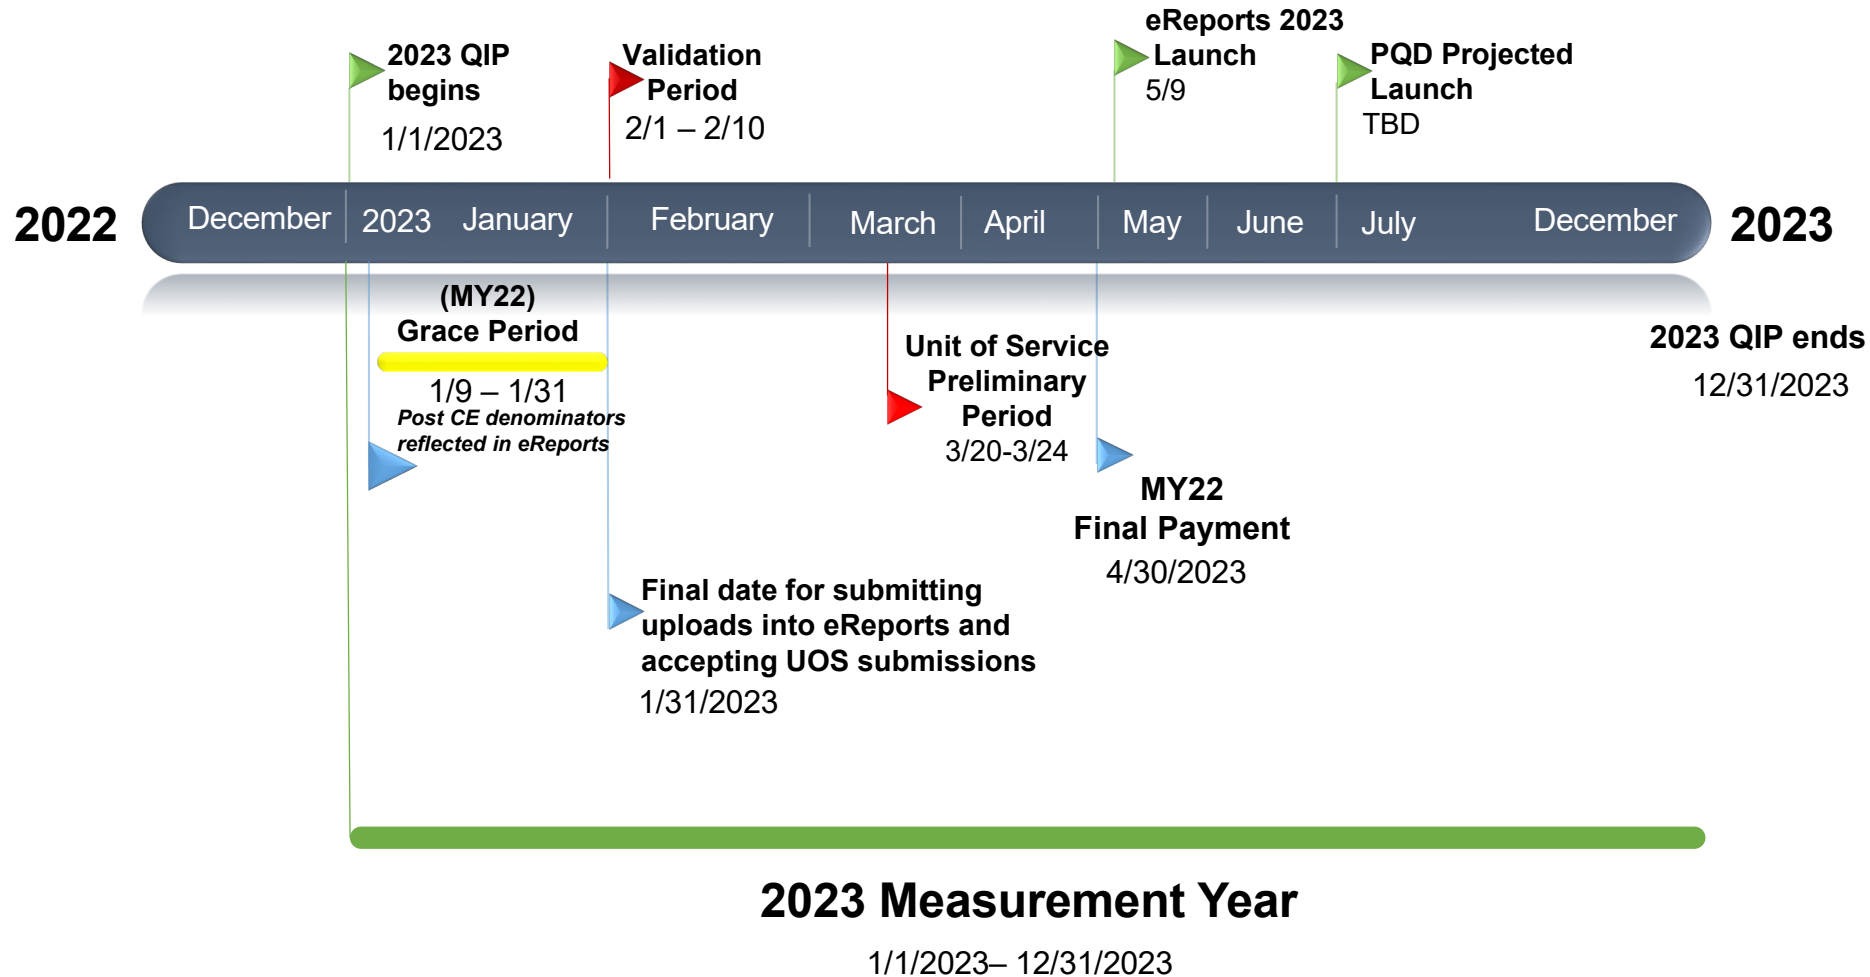 2023 QIP
begins
1/1/2023
Validation
Period
2/1 – 2/10
eReports 2023
Launch
5/9
PQD Projected
Launch
TBD
2022
December
2023
January
February
March
April
May
June
July
December
2023
(MY22)
Grace Period
1/9 – 1/31
Post CE denominators
reflected in eReports
Unit of Service
Preliminary
Period
3/20-3/24
MY22
Final Payment
4/30/2023
2023 QIP ends
12/31/2023
Final date for submitting
uploads into eReports and
accepting UOS submissions
1/31/2023
2023 Measurement Year
1/1/2023– 12/31/2023